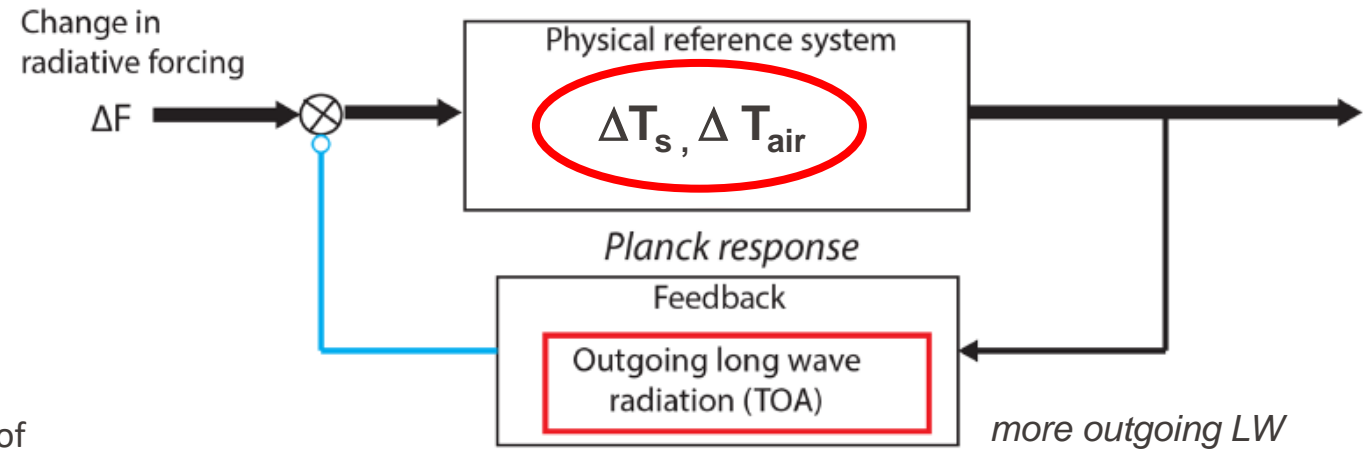 Change in
radiative forcing
ΔF
Physical reference system
ΔTs , Δ Tair
Planck response
Feedback
Outgoing long wave
radiation (TOA)
more outgoing LW
of